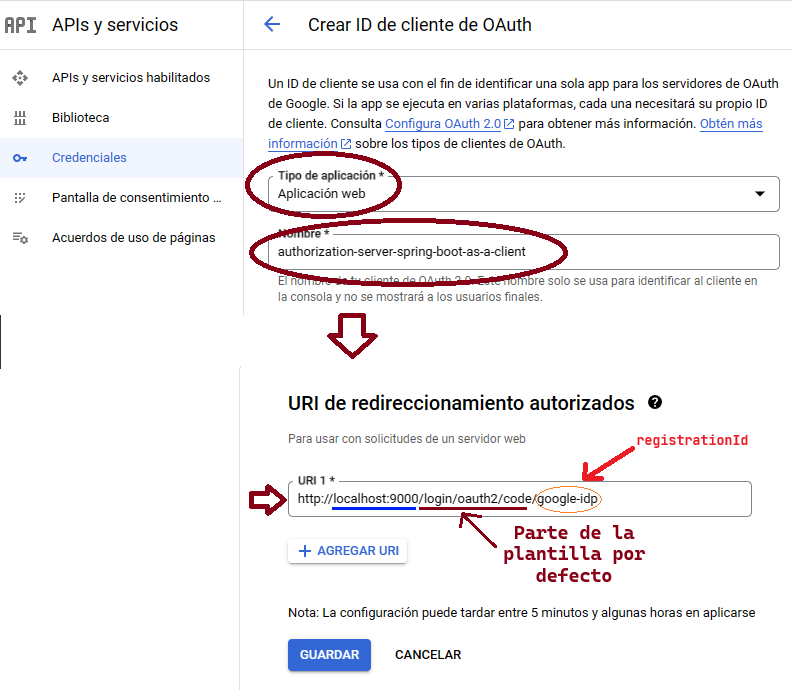 API APIs y servicios
Crear ID de cliente de OAuth
APIs y servicios habilitados
Biblioteca
Credenciales
Pantalla de consentimiento ...
Acuerdos de uso de páginas
Un ID de cliente se usa con el fin de identificar una sola app para los servidores de OAuth
de Google. Si la app se ejecuta en varias plataformas, cada una necesitará su propio ID
de cliente. Consulta Configura OAuth 2.0 para obtener más información. Obtén más
información sobre los tipos de clientes de OAuth.
Tipo de aplicación *
Aplicación web
Nombre *
authorization-server-spring-boot-as-a-client
El nombre de tu cliente de OAuth 2.0. Este nombre solo se usa para identificar al cliente en
la consola y no se mostrará a los usuarios finales.
URI de redireccionamiento autorizados
Para usar con solicitudes de un servidor web
registrationId
URI 1 *
http://localhost:9000/login/oauth2/code/google-idp
Parte de la
plantilla por
defecto
+ AGREGAR URI
Nota: La configuración puede tardar entre 5 minutos y algunas horas en aplicarse
GUARDAR
CANCELAR